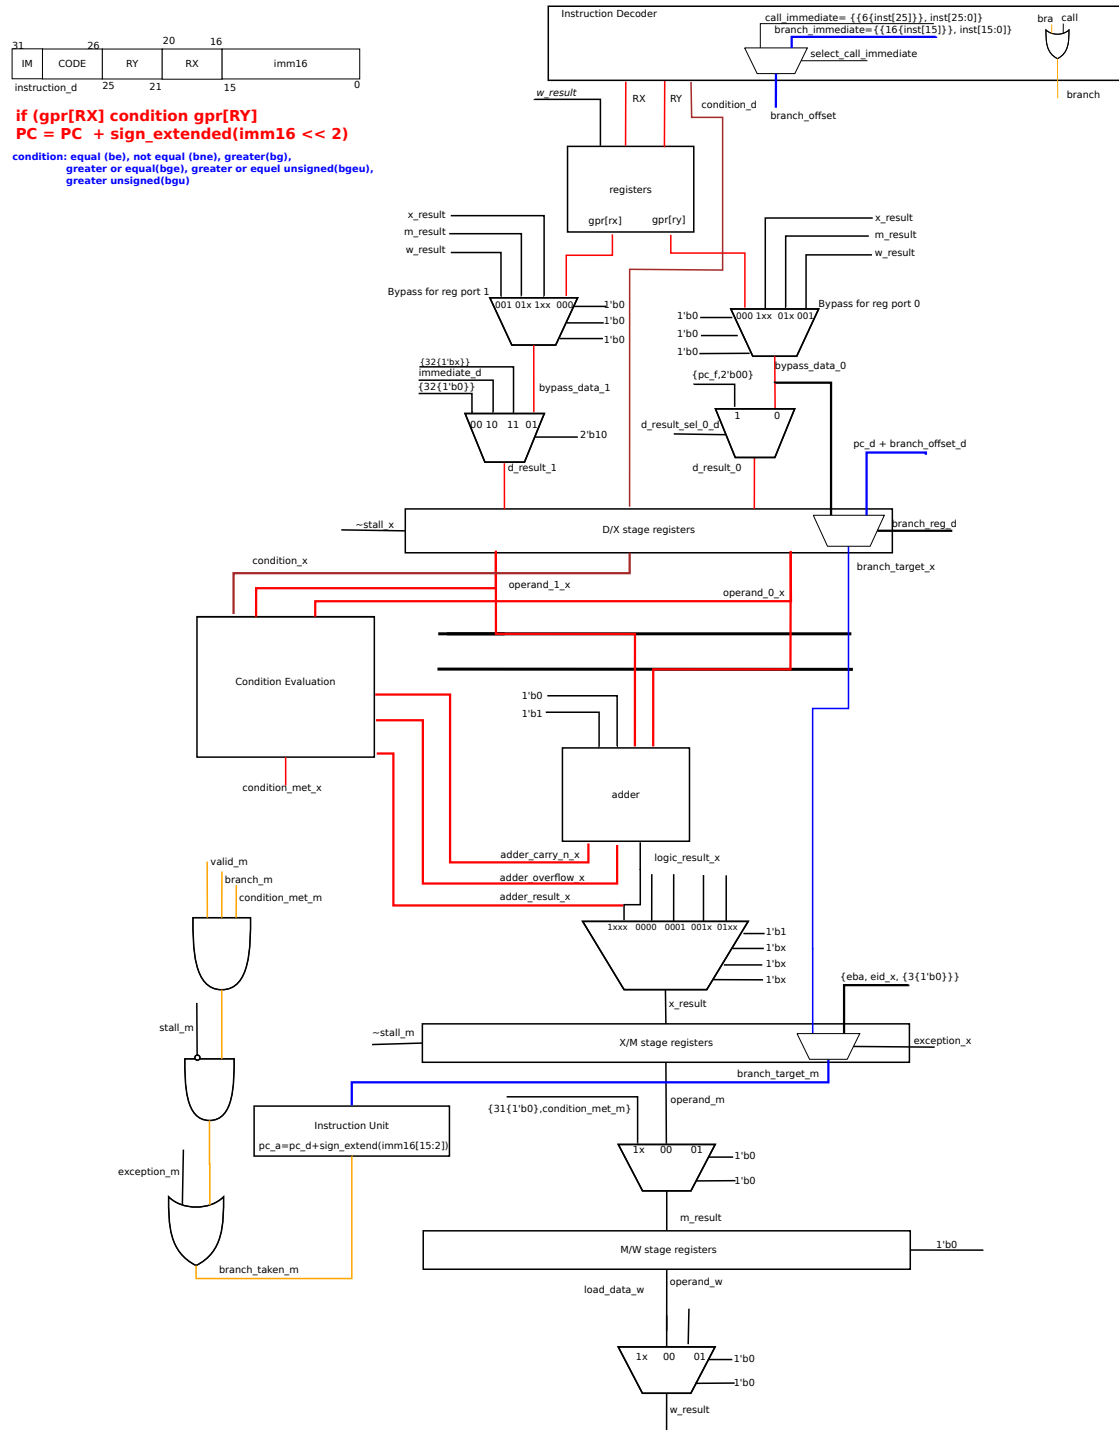 Instruction Decoder
call_immediate= {{6{inst[25]}}, inst[25:0]}
branch_immediate={{16{inst[15]}}, inst[15:0]}
select_call_immediate
branch_offset
bra call
branch
31 26 20 16
IM CODE RY RX imm16
instruction_d 25 21 15 0
if (gpr[RX] condition gpr[RY]
PC = PC + sign_extended(imm16 << 2)
condition: equal (be), not equal (bne), greater(bg),
greater or equal(bge), greater or equel unsigned(bgeu),
greater unsigned(bgu)
w_result
RX RY condition_d
registers
gpr[rx] gpr[ry]
x_result
m_result
w_result
Bypass for reg port 1
001 01x 1xx 000
1'b0
1'b0
1'b0
x_result
m_result
w_result
Bypass for reg port 0
000 1xx 01x 001
1'b0
1'b0
1'b0
bypass_data_0
{32{1'bx}}
immediate_d
{32{1'b0}}
bypass_data_1
00 10 11 01
2'b10
d_result_1
{pc_f,2'b00}
1 0
d_result_sel_0_d
d_result_0
pc_d + branch_offset_d
~stall_x
D/X stage registers
branch_reg_d
branch_target_x
condition_x
operand_1_x
operand_0_x
Condition Evaluation
condition_met_x
1'b0
1'b1
adder
adder_carry_n_x
adder_overflow_x
adder_result_x
logic_result_x
1xxx 0000 0001 001x 01xx
1'b1
1'bx
1'bx
1'bx
x_result
valid_m
branch_m
condition_met_m
stall_m
exception_m
branch_taken_m
{eba, eid_x, {3{1'b0}}}
~stall_m
X/M stage registers
exception_x
branch_target_m
operand_m
Instruction Unit
pc_a=pc_d+sign_extend(imm16[15:2])
{31{1'b0},condition_met_m}
1x 00 01
1'b0
1'b0
m_result
M/W stage registers
1'b0
load_data_w
operand_w
1x 00 01
1'b0
1'b0
w_result